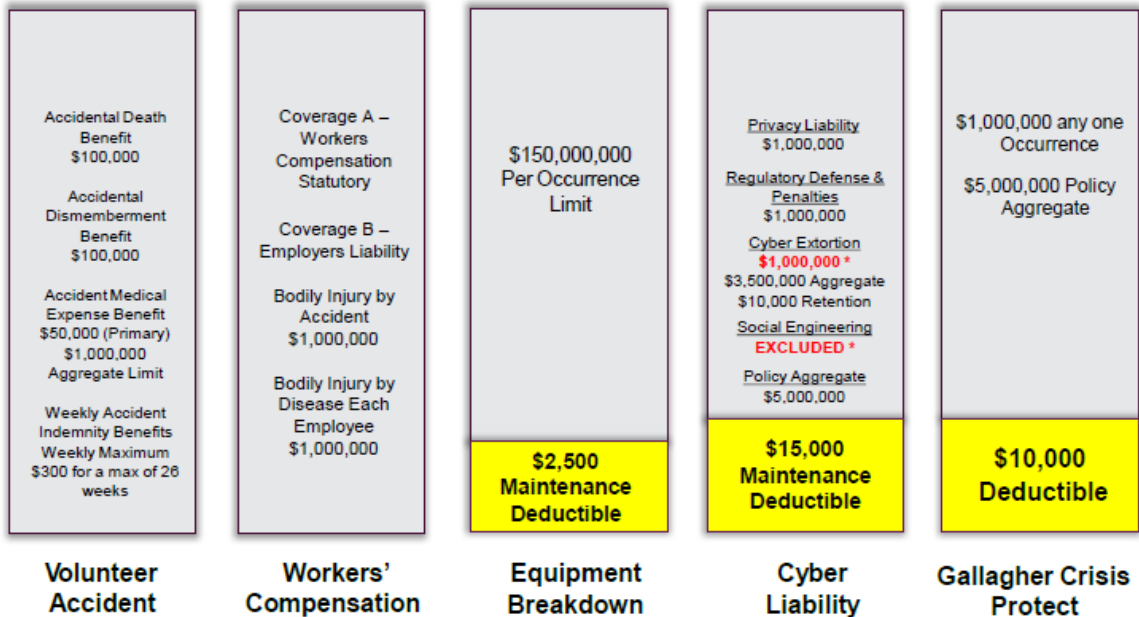 Accidental Death
Benefit
$100,000
Accidental
Dismemberment
Benefit
$100,000
Accident Medical
Expense Benefit
$50,000 (Primary)
$1,000,000
Aggregate Limit
Weekly Accident
Indemnity Benefits
Weekly Maximum
$300 for a max of 26
weeks
Volunteer
Accident
Coverage A –
Workers
Compensation
Statutory
Coverage B –
Employers Liability
Bodily Injury by
Accident
$1,000,000
Bodily Injury by
Disease Each
Employee
$1,000,000
Workers’
Compensation
$150,000,000
Per Occurrence
Limit
$2,500
Maintenance
Deductible
Equipment
Breakdown
Privacy Liability
$1,000,000
Regulatory Defense &
Penalties
$1,000,000
Cyber Extortion
$1,000,000 *
$3,500,000 Aggregate
$10,000 Retention
Social Engineering
EXCLUDED *
Policy Aggregate
$5,000,000
$15,000
Maintenance
Deductible
Cyber
Liability
$1,000,000 any one
Occurrence
$5,000,000 Policy
Aggregate
$10,000
Deductible
Gallagher Crisis
Protect